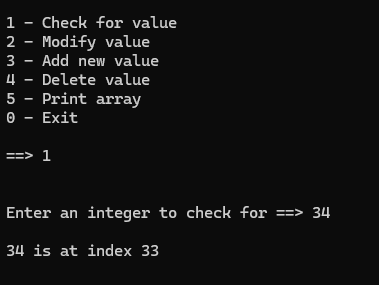 1 - Check for value
2 - Modify value
3 - Add new value
4 - Delete value
5 - Print array
0 - Exit
==> 1
Enter an integer to check for ==> 34
34 is at index 33